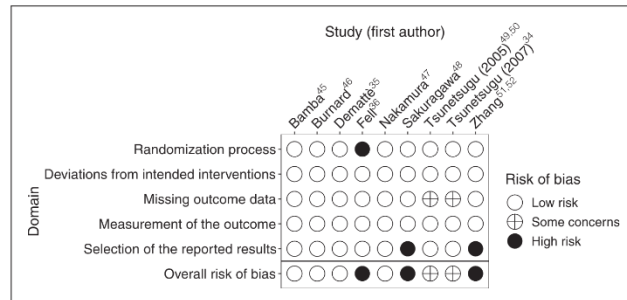 Study (first author)
Bamba45
Burnard46
Dematté35
Fell36
Nakamura47
Sakuragawa48
Tsunetsugu (2005)49,50
Tsunetsugu (2007)34
Zhang51,52
Domain
Randomization process
Deviations from intended interventions
Missing outcome data
Measurement of the outcome
Selection of the reported results
Overall risk of bias
Risk of bias
Low risk
Some concerns
High risk